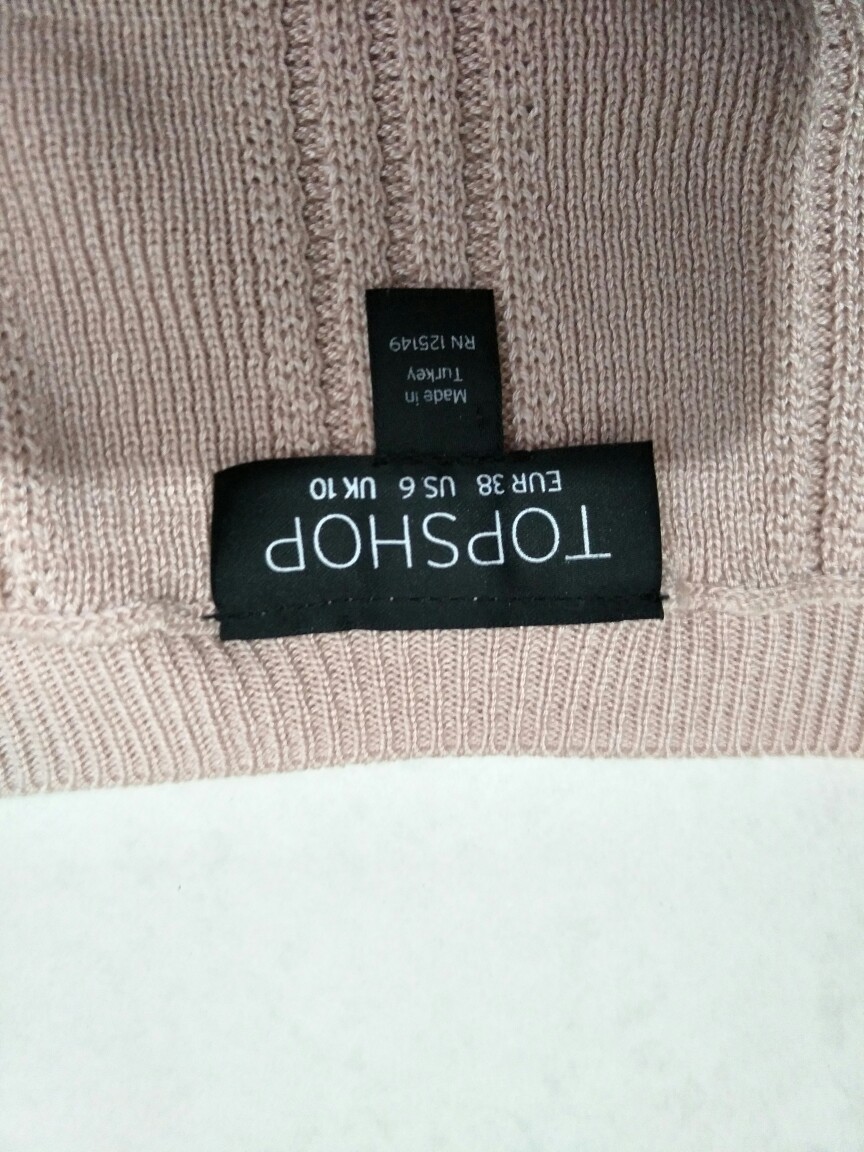 TOPSHOP
EUR 38 US 6 UK 10
Made in
Turkey
RN 125149